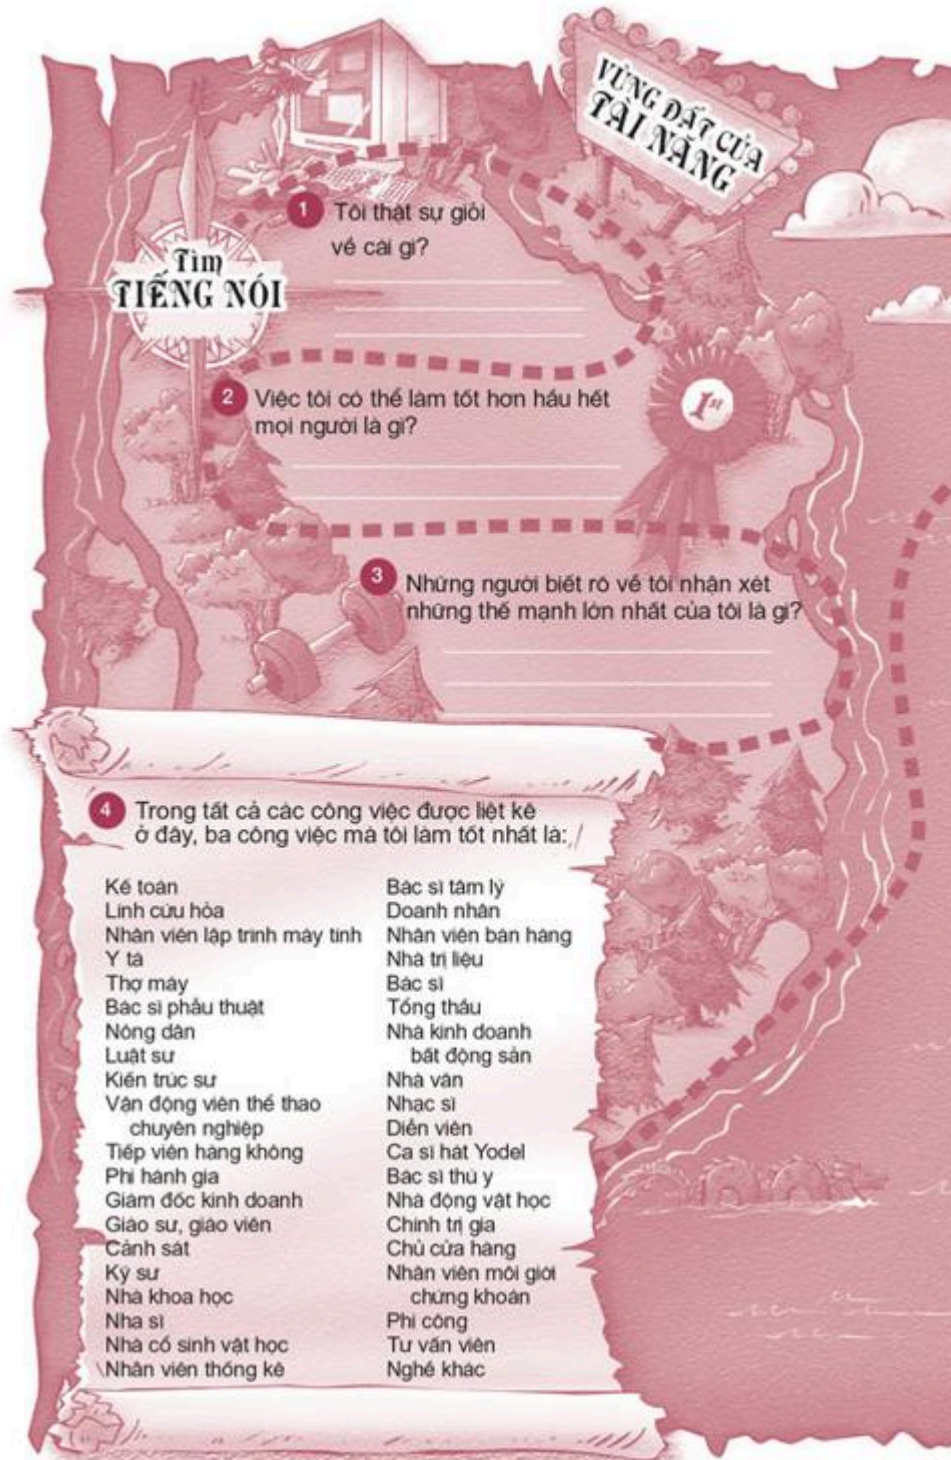 VÙNG ĐẤT CỦA
TÀI NĂNG
Tìm
TIẾNG NÓI
1 Tôi thật sự giỏi
về cái gì?
2 Việc tôi có thể làm tốt hơn hầu hết
mọi người là gì?
1st
3 Những người biết rõ về tôi nhận xét
những thế mạnh lớn nhất của tôi là gì?
4 Trong tất cả các công việc được liệt kê
ở đây, ba công việc mà tôi làm tốt nhất là:
Kế toán
Lính cứu hỏa
Nhân viên lập trình máy tính
Y tá
Thợ máy
Bác sĩ phẫu thuật
Nông dân
Luật sư
Kiến trúc sư
Vận động viên thể thao
chuyên nghiệp
Tiếp viên hàng không
Phi hành gia
Giám đốc kinh doanh
Giáo sư, giáo viên
Cảnh sát
Kỹ sư
Nhà khoa học
Nha sĩ
Nhà cổ sinh vật học
Nhân viên thống kê
Bác sĩ tâm lý
Doanh nhân
Nhân viên bán hàng
Nhà trị liệu
Bác sĩ
Tổng thầu
Nhà kinh doanh
bất động sản
Nhà văn
Nhạc sĩ
Diễn viên
Ca sĩ hát Yodel
Bác sĩ thú y
Nhà động vật học
Chính trị gia
Chủ cửa hàng
Nhân viên môi giới
chứng khoán
Phi công
Tư vấn viên
Nghề khác